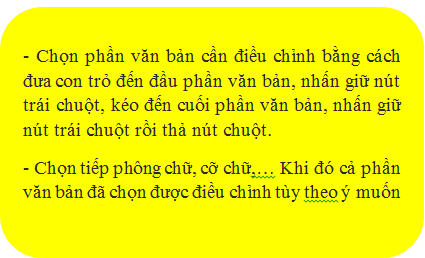 - Chọn phần văn bản cần điều chỉnh bằng cách
đưa con trỏ đến đầu phần văn bản, nhấn giữ nút
trái chuột, kéo đến cuối phần văn bản, nhấn giữ
nút trái chuột rồi thả nút chuột.
- Chọn tiếp phông chữ, cỡ chữ,… Khi đó cả phần
văn bản đã chọn được điều chỉnh tùy theo ý muốn